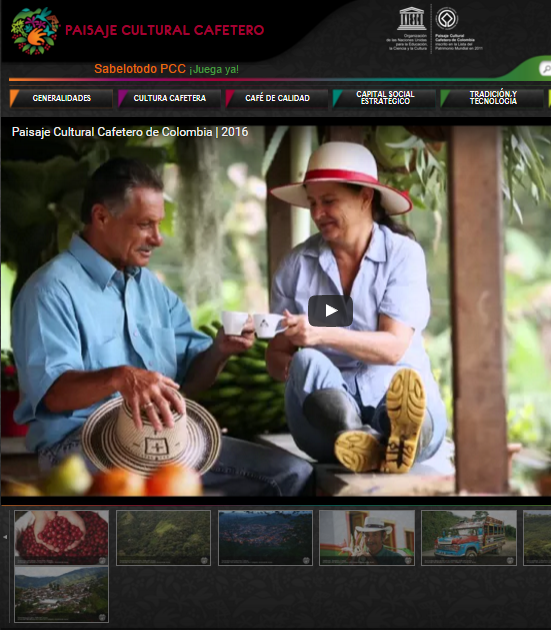 PAISAJE CULTURAL CAFETERO
Organización
de las Naciones Unidas
para la Educación
la Ciencia y la Cultura
Paisaje Cultural
Cafetero de Colombia
inscrito en la Lista del
Patrimonio Mundial en 2011
Sabelotodo PCC ¡Juega ya!
GENERALIDADES
CULTURA CAFETERA
CAFÉ DE CALIDAD
CAPITAL SOCIAL
ESTRATÉGICO
TRADICIÓN Y
TECNOLOGÍA
Paisaje Cultural Cafetero de Colombia | 2016